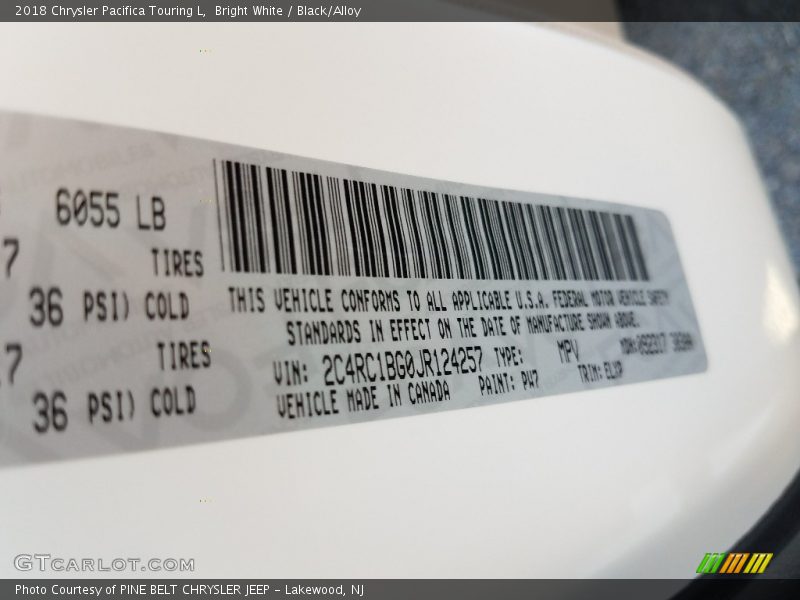 2018 Chrysler Pacifica Touring L, Bright White / Black/Alloy
6055 LB
7 TIRES
36 PSI) COLD
7 TIRES
36 PSI) COLD
THIS VEHICLE CONFORMS TO ALL APPLICABLE U.S.A. FEDERAL MOTOR VEHICLE SAFETY
STANDARDS IN EFFECT ON THE DATE OF MANUFACTURE SHOWN ABOVE.
VIN: 2C4RC1BG0JR124257 TYPE: MPV MDH:
VEHICLE MADE IN CANADA PAINT: PW7 TRIM:
GTCARLOT.COM
Photo Courtesy of PINE BELT CHRYSLER JEEP - Lakewood, NJ